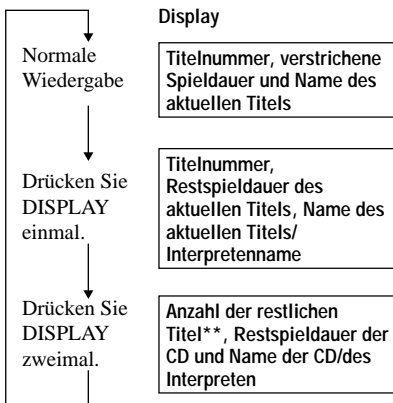 Display
Normale
Wiedergabe
Titelnummer, verstrichene
Spieldauer und Name des
aktuellen Titels
Drücken Sie
DISPLAY
einmal.
Titelnummer,
Restspieldauer des
aktuellen Titels, Name des
aktuellen Titels/
Interpretenname
Drücken Sie
DISPLAY
zweimal.
Anzahl der restlichen
Titel**, Restspieldauer der
CD und Name der CD/des
Interpreten